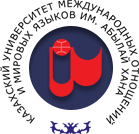 КАЗАХСКИЙ УНИВЕРСИТЕТ МЕЖДУНАРОДНЫХ ОТНОШЕНИЙ
И МИРОВЫХ ЯЗЫКОВ ИМ. АБЫЛАЙ ХАНА